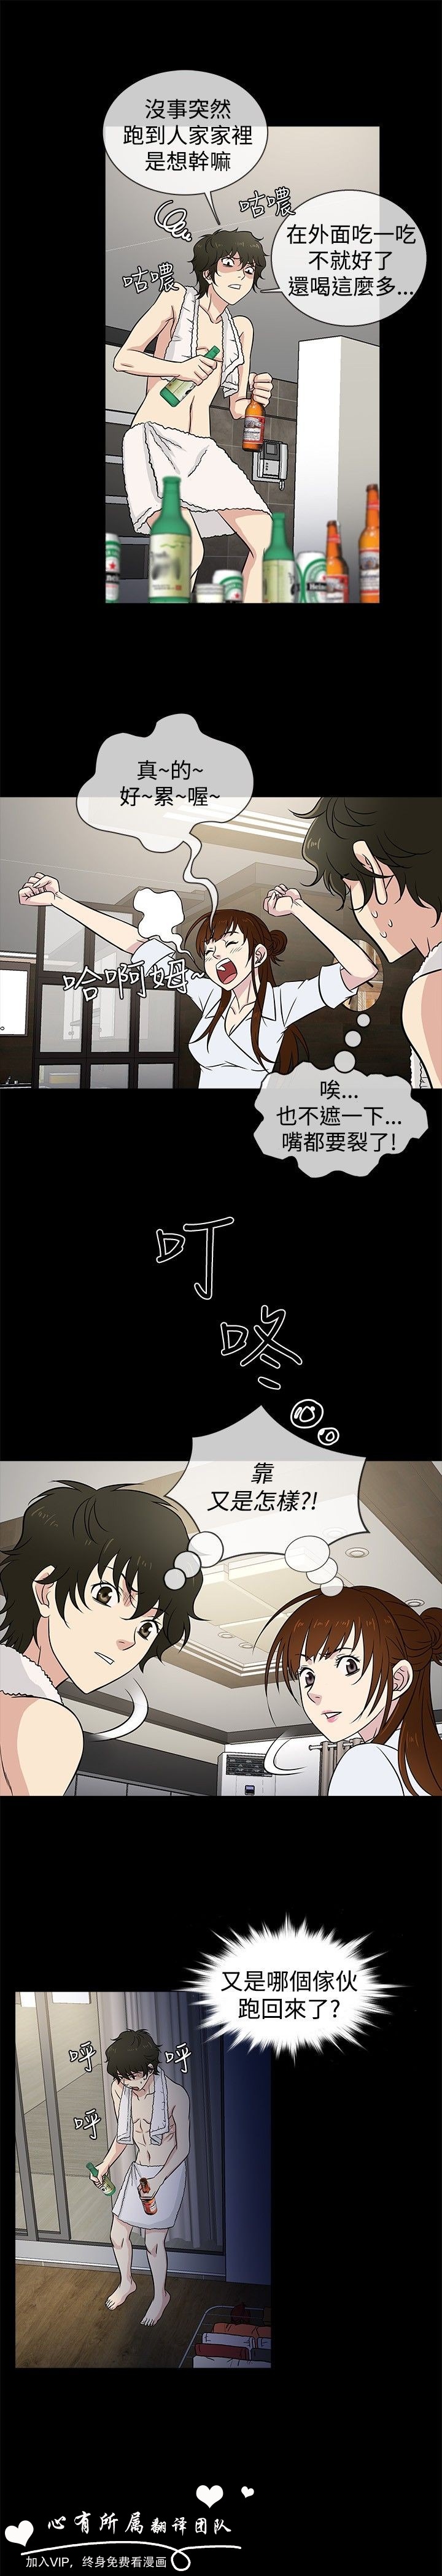 沒事突然
跑到人家家裡
是想幹嘛
咕噥
咕噥
在外面吃一吃
不就好了
還喝這麼多...
真~的~
好~累~喔~
哈啊姆~
唉...
也不遮一下...
嘴都要裂了!
叮
咚
靠
又是怎樣?!
又是哪個傢伙
跑回來了?
呼
呼
呼
心有所属翻译团队
加入VIP，终身免费看漫画